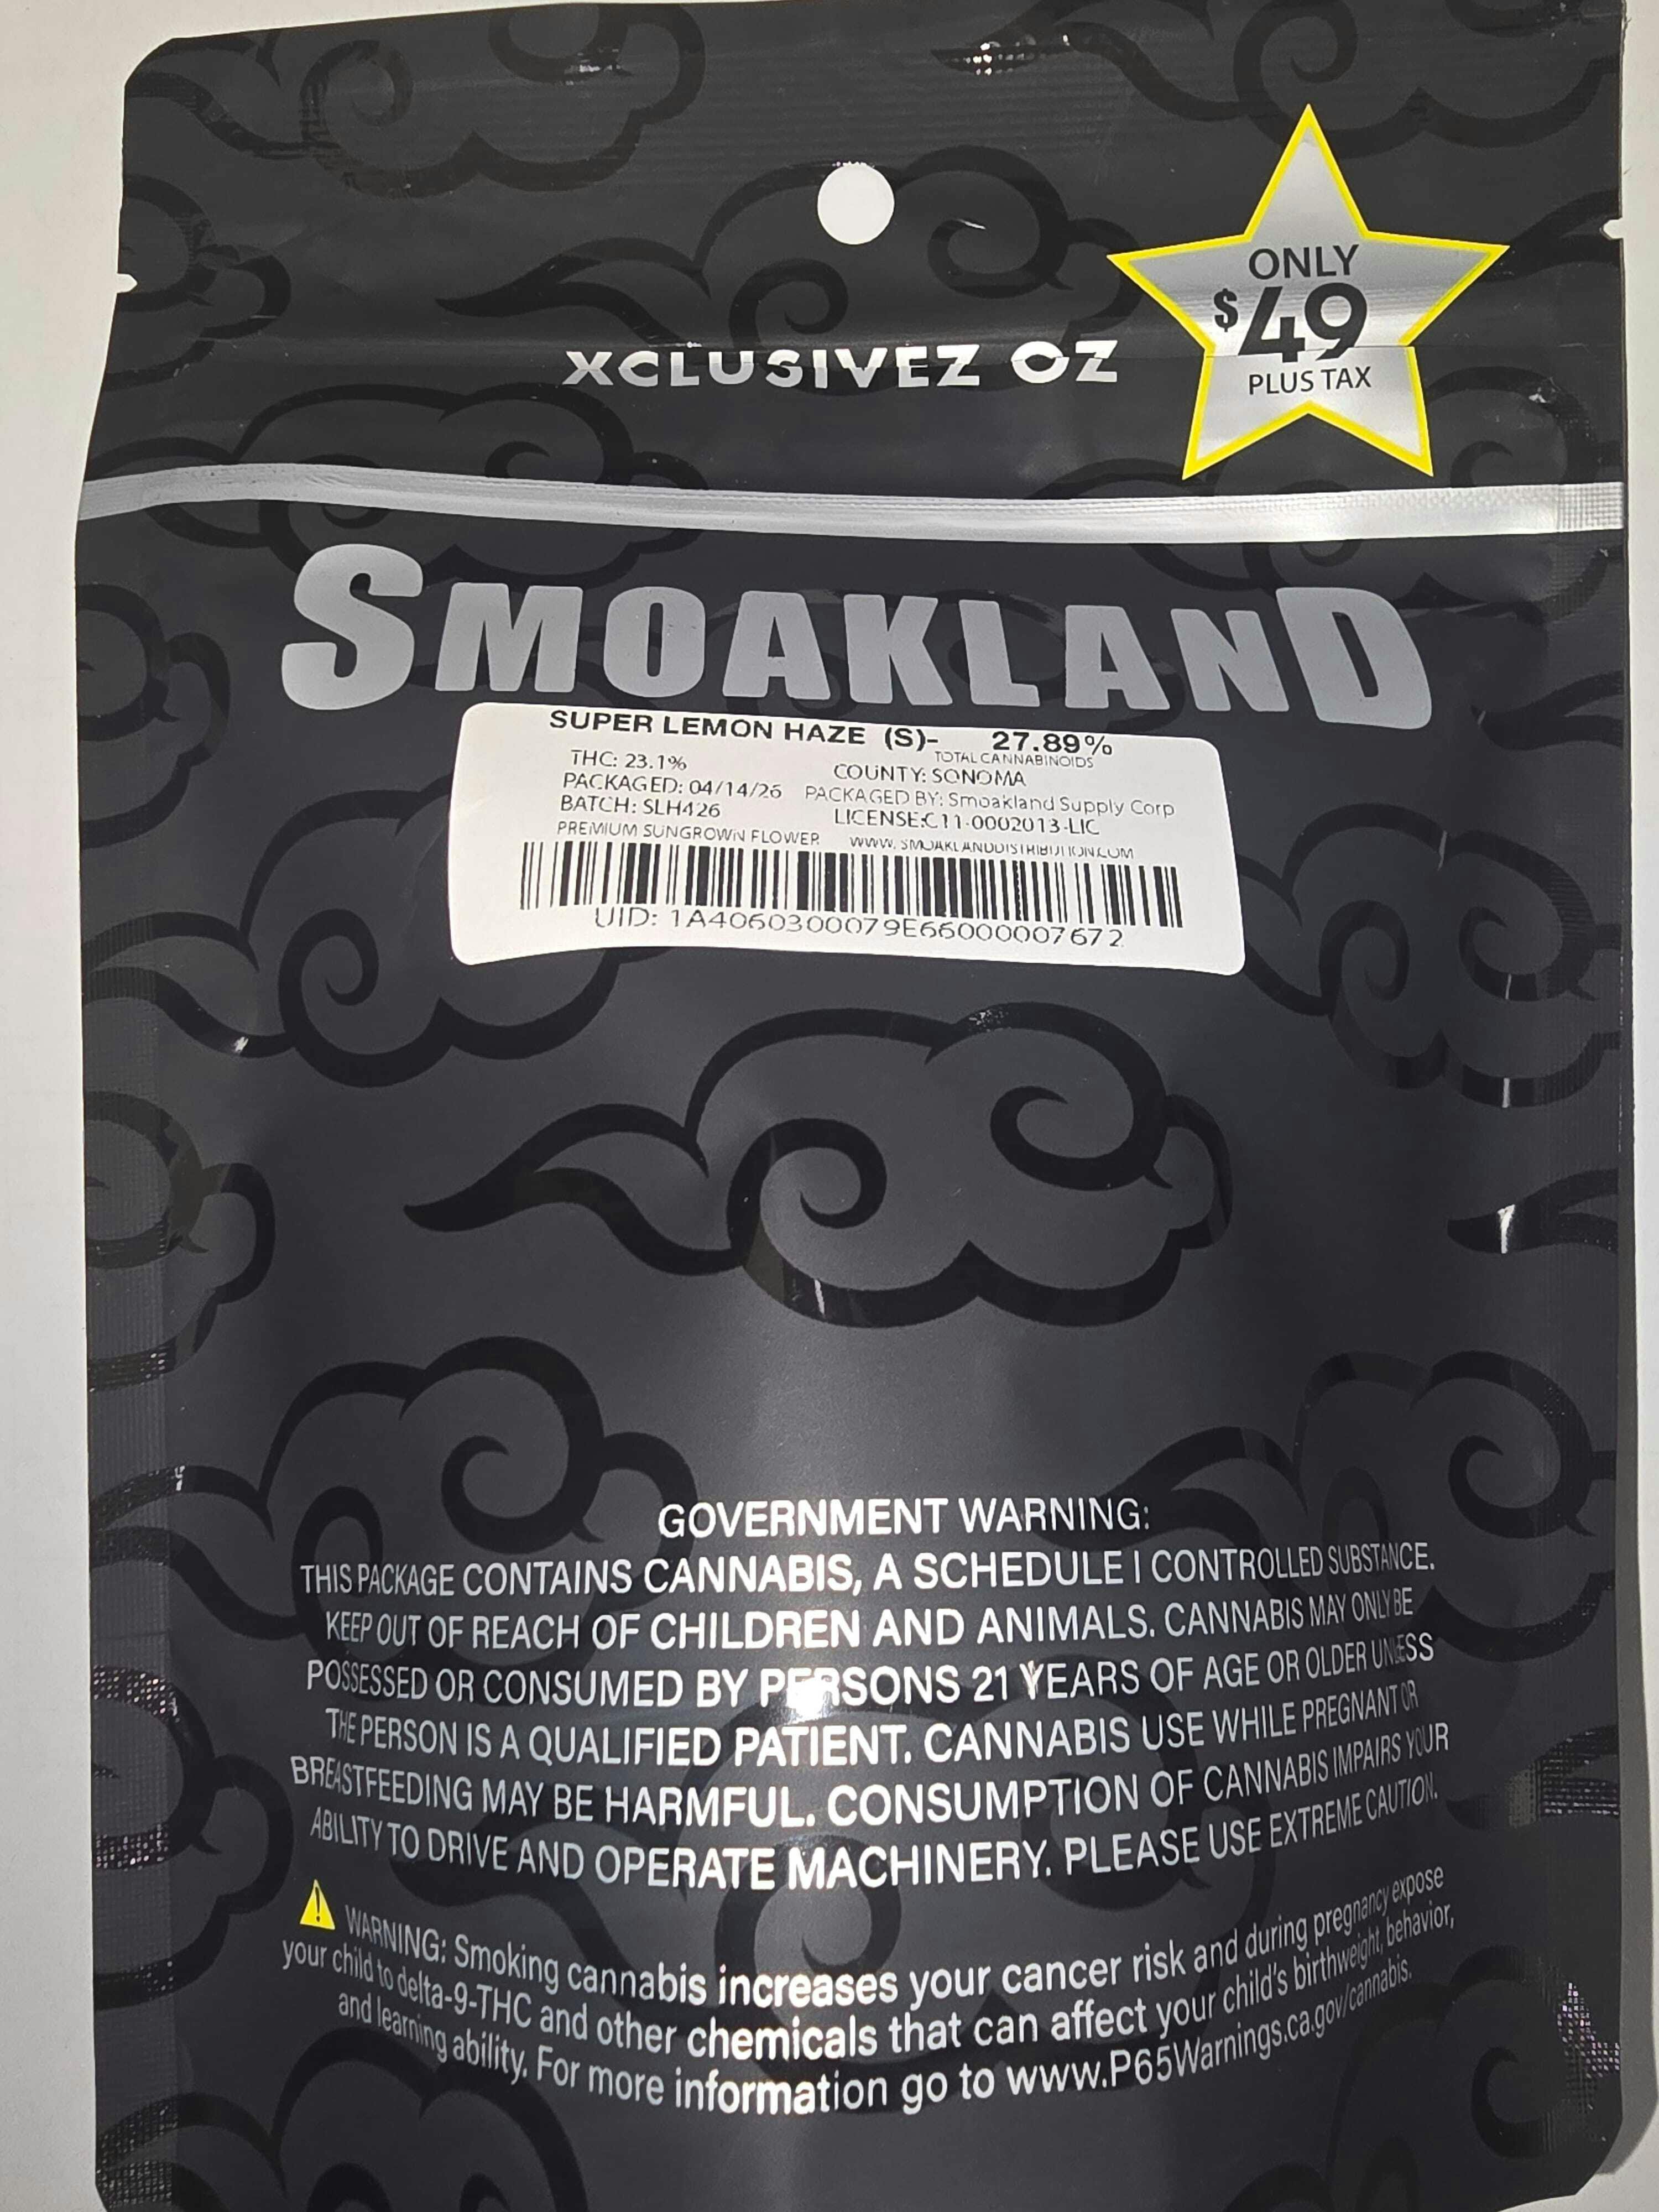 ONLY
$49
PLUS TAX
XCLUSIVEZ OZ
SMOAKLAND
SUPER LEMON HAZE (S)- 27.89%
TOTAL CANNABINOIDS
THC: 23.1% COUNTY: SONOMA
PACKAGED: 04/14/26 PACKAGED BY: Smoakland Supply Corp
BATCH: SLH426 LICENSE:C11-0002013-LIC
PREMIUM SUNGROWN FLOWER WWW. SMOAKLANDDISTRIBUTION.COM
UID: 1A4060300079E66000007672
GOVERNMENT WARNING:
THIS PACKAGE CONTAINS CANNABIS, A SCHEDULE I CONTROLLED SUBSTANCE.
KEEP OUT OF REACH OF CHILDREN AND ANIMALS. CANNABIS MAY ONLY BE
POSSESSED OR CONSUMED BY PERSONS 21 YEARS OF AGE OR OLDER UNLESS
THE PERSON IS A QUALIFIED PATIENT. CANNABIS USE WHILE PREGNANT OR
BREASTFEEDING MAY BE HARMFUL. CONSUMPTION OF CANNABIS IMPAIRS YOUR
ABILITY TO DRIVE AND OPERATE MACHINERY. PLEASE USE EXTREME CAUTION.
WARNING: Smoking cannabis increases your cancer risk and during pregnancy expose
your child to delta-9-THC and other chemicals that can affect your child's birthweight, behavior,
and learning ability. For more information go to www.P65Warnings.ca.gov/cannabis.